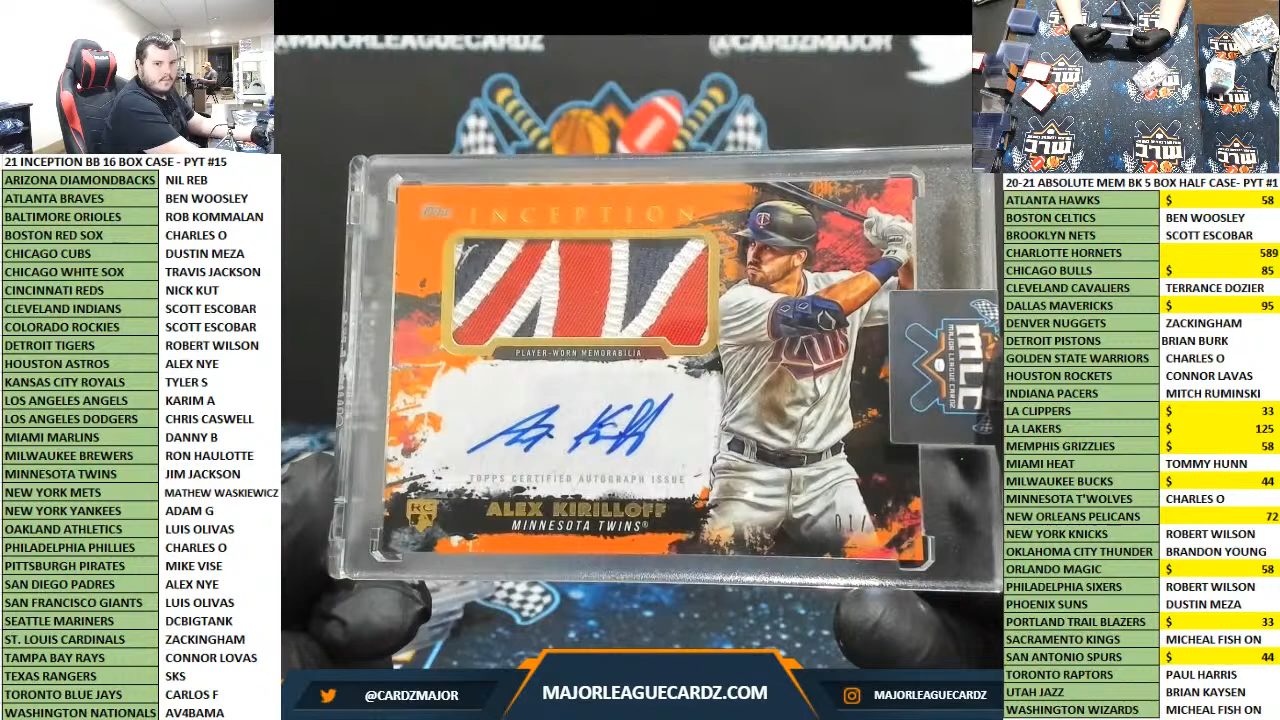 21 INCEPTION BB 16 BOX CASE - PYT #15
ARIZONA DIAMONDBACKS NIL REB
ATLANTA BRAVES BEN WOOSLEY
BALTIMORE ORIOLES ROB KOMMALAN
BOSTON RED SOX CHARLES O
CHICAGO CUBS DUSTIN MEZA
CHICAGO WHITE SOX TRAVIS JACKSON
CINCINNATI REDS NICK KUT
CLEVELAND INDIANS SCOTT ESCOBAR
COLORADO ROCKIES SCOTT ESCOBAR
DETROIT TIGERS ROBERT WILSON
HOUSTON ASTROS ALEX NYE
KANSAS CITY ROYALS TYLER S
LOS ANGELES ANGELS KARIM A
LOS ANGELES DODGERS CHRIS CASWELL
MIAMI MARLINS DANNY B
MILWAUKEE BREWERS RON HAULOTTE
MINNESOTA TWINS JIM JACKSON
NEW YORK METS MATHEW WASKIEWICZ
NEW YORK YANKEES ADAM G
OAKLAND ATHLETICS LUIS OLIVAS
PHILADELPHIA PHILLIES CHARLES O
PITTSBURGH PIRATES MIKE VISE
SAN DIEGO PADRES ALEX NYE
SAN FRANCISCO GIANTS LUIS OLIVAS
SEATTLE MARINERS DCBIGTANK
ST. LOUIS CARDINALS ZACKINGHAM
TAMPA BAY RAYS CONNOR LOVAS
TEXAS RANGERS SKS
TORONTO BLUE JAYS CARLOS F
WASHINGTON NATIONALS AV4BAMA
@MAJORLEAGUECARDZ @CARDZMAJOR
Topps INCEPTION
PLAYER-WORN MEMORABILIA
TOPPS CERTIFIED AUTOGRAPH ISSUE
RC
ALEX KIRILLOFF
MINNESOTA TWINS®
MLC
MAJOR LEAGUE CARDZ
@CARDZMAJOR
MAJORLEAGUECARDZ.COM
MAJORLEAGUECARDZ
20-21 ABSOLUTE MEM BK 5 BOX HALF CASE- PYT #1
ATLANTA HAWKS $ 58
BOSTON CELTICS BEN WOOSLEY
BROOKLYN NETS SCOTT ESCOBAR
CHARLOTTE HORNETS 589
CHICAGO BULLS $ 85
CLEVELAND CAVALIERS TERRANCE DOZIER
DALLAS MAVERICKS $ 95
DENVER NUGGETS ZACKINGHAM
DETROIT PISTONS BRIAN BURK
GOLDEN STATE WARRIORS CHARLES O
HOUSTON ROCKETS CONNOR LAVAS
INDIANA PACERS MITCH RUMINSKI
LA CLIPPERS $ 33
LA LAKERS $ 125
MEMPHIS GRIZZLIES $ 58
MIAMI HEAT TOMMY HUNN
MILWAUKEE BUCKS $ 44
MINNESOTA T'WOLVES CHARLES O
NEW ORLEANS PELICANS 72
NEW YORK KNICKS ROBERT WILSON
OKLAHOMA CITY THUNDER BRANDON YOUNG
ORLANDO MAGIC $ 58
PHILADELPHIA SIXERS ROBERT WILSON
PHOENIX SUNS DUSTIN MEZA
PORTLAND TRAIL BLAZERS $ 33
SACRAMENTO KINGS MICHEAL FISH ON
SAN ANTONIO SPURS $ 44
TORONTO RAPTORS PAUL HARRIS
UTAH JAZZ BRIAN KAYSEN
WASHINGTON WIZARDS MICHEAL FISH ON